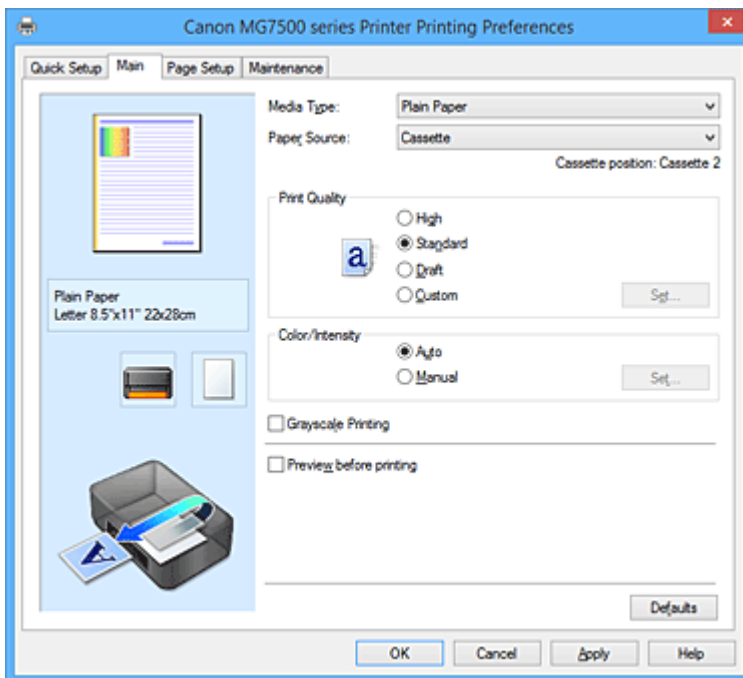 Canon MG7500 series Printer Printing Preferences
Quick Setup Main Page Setup Maintenance
Media Type: Plain Paper
Paper Source: Cassette
Cassette position: Cassette 2
Print Quality
High
a Standard
Draft
Custom Set...
Plain Paper
Letter 8.5"x11" 22x28cm
Color/Intensity
Auto
Manual Set...
Grayscale Printing
Preview before printing
A
Defaults
OK Cancel Apply Help